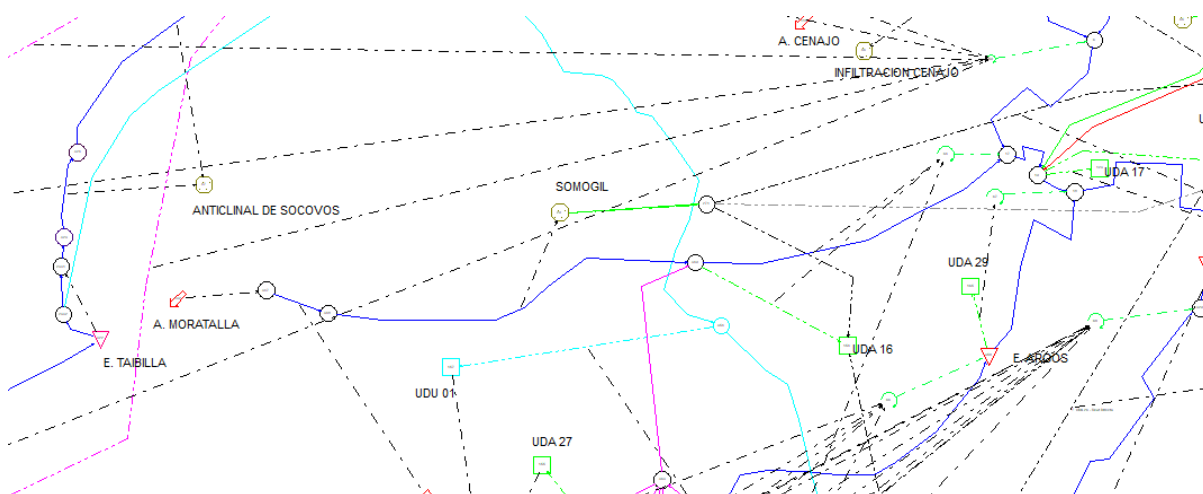 A. CENAJO
INFILTRACION CENAJO
U
UDA 17
SOMOGIL
ANTICLINAL DE SOCOVOS
UDA 29
A. MORATALLA
E. TAIBILLA
UDA 16
E. ARGOS
UDU 01
UDA 27